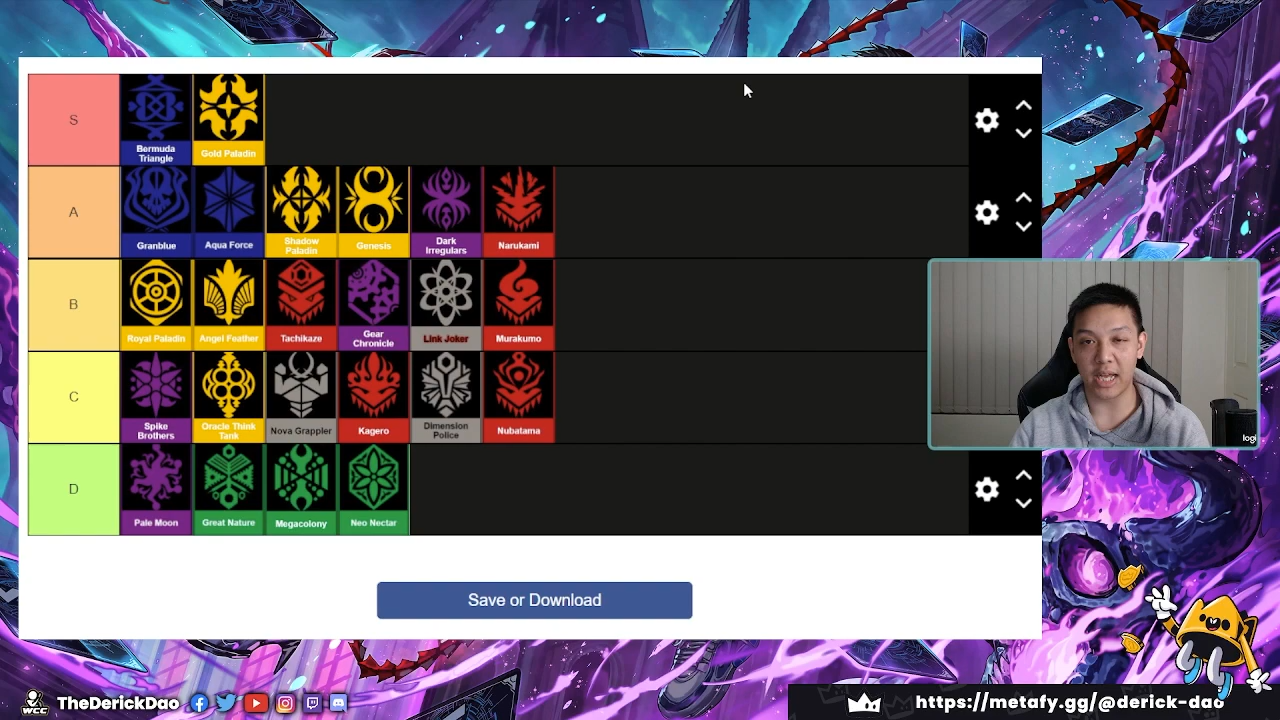 S
Bermuda
Triangle
Gold Paladin
A
Granblue
Aqua Force
Shadow
Paladin
Genesis
Dark
Irregulars
Narukami
B
Royal Paladin
Angel Feather
Tachikaze
Gear
Chronicle
Link Joker
Murakumo
C
Spike
Brothers
Oracle Think
Tank
Nova Grappler
Kagero
Dimension
Police
Nubatama
D
Pale Moon
Great Nature
Megacolony
Neo Nectar
Save or Download
logi
WCC
TheDerickDao
https://metafy.gg/@derick-dao